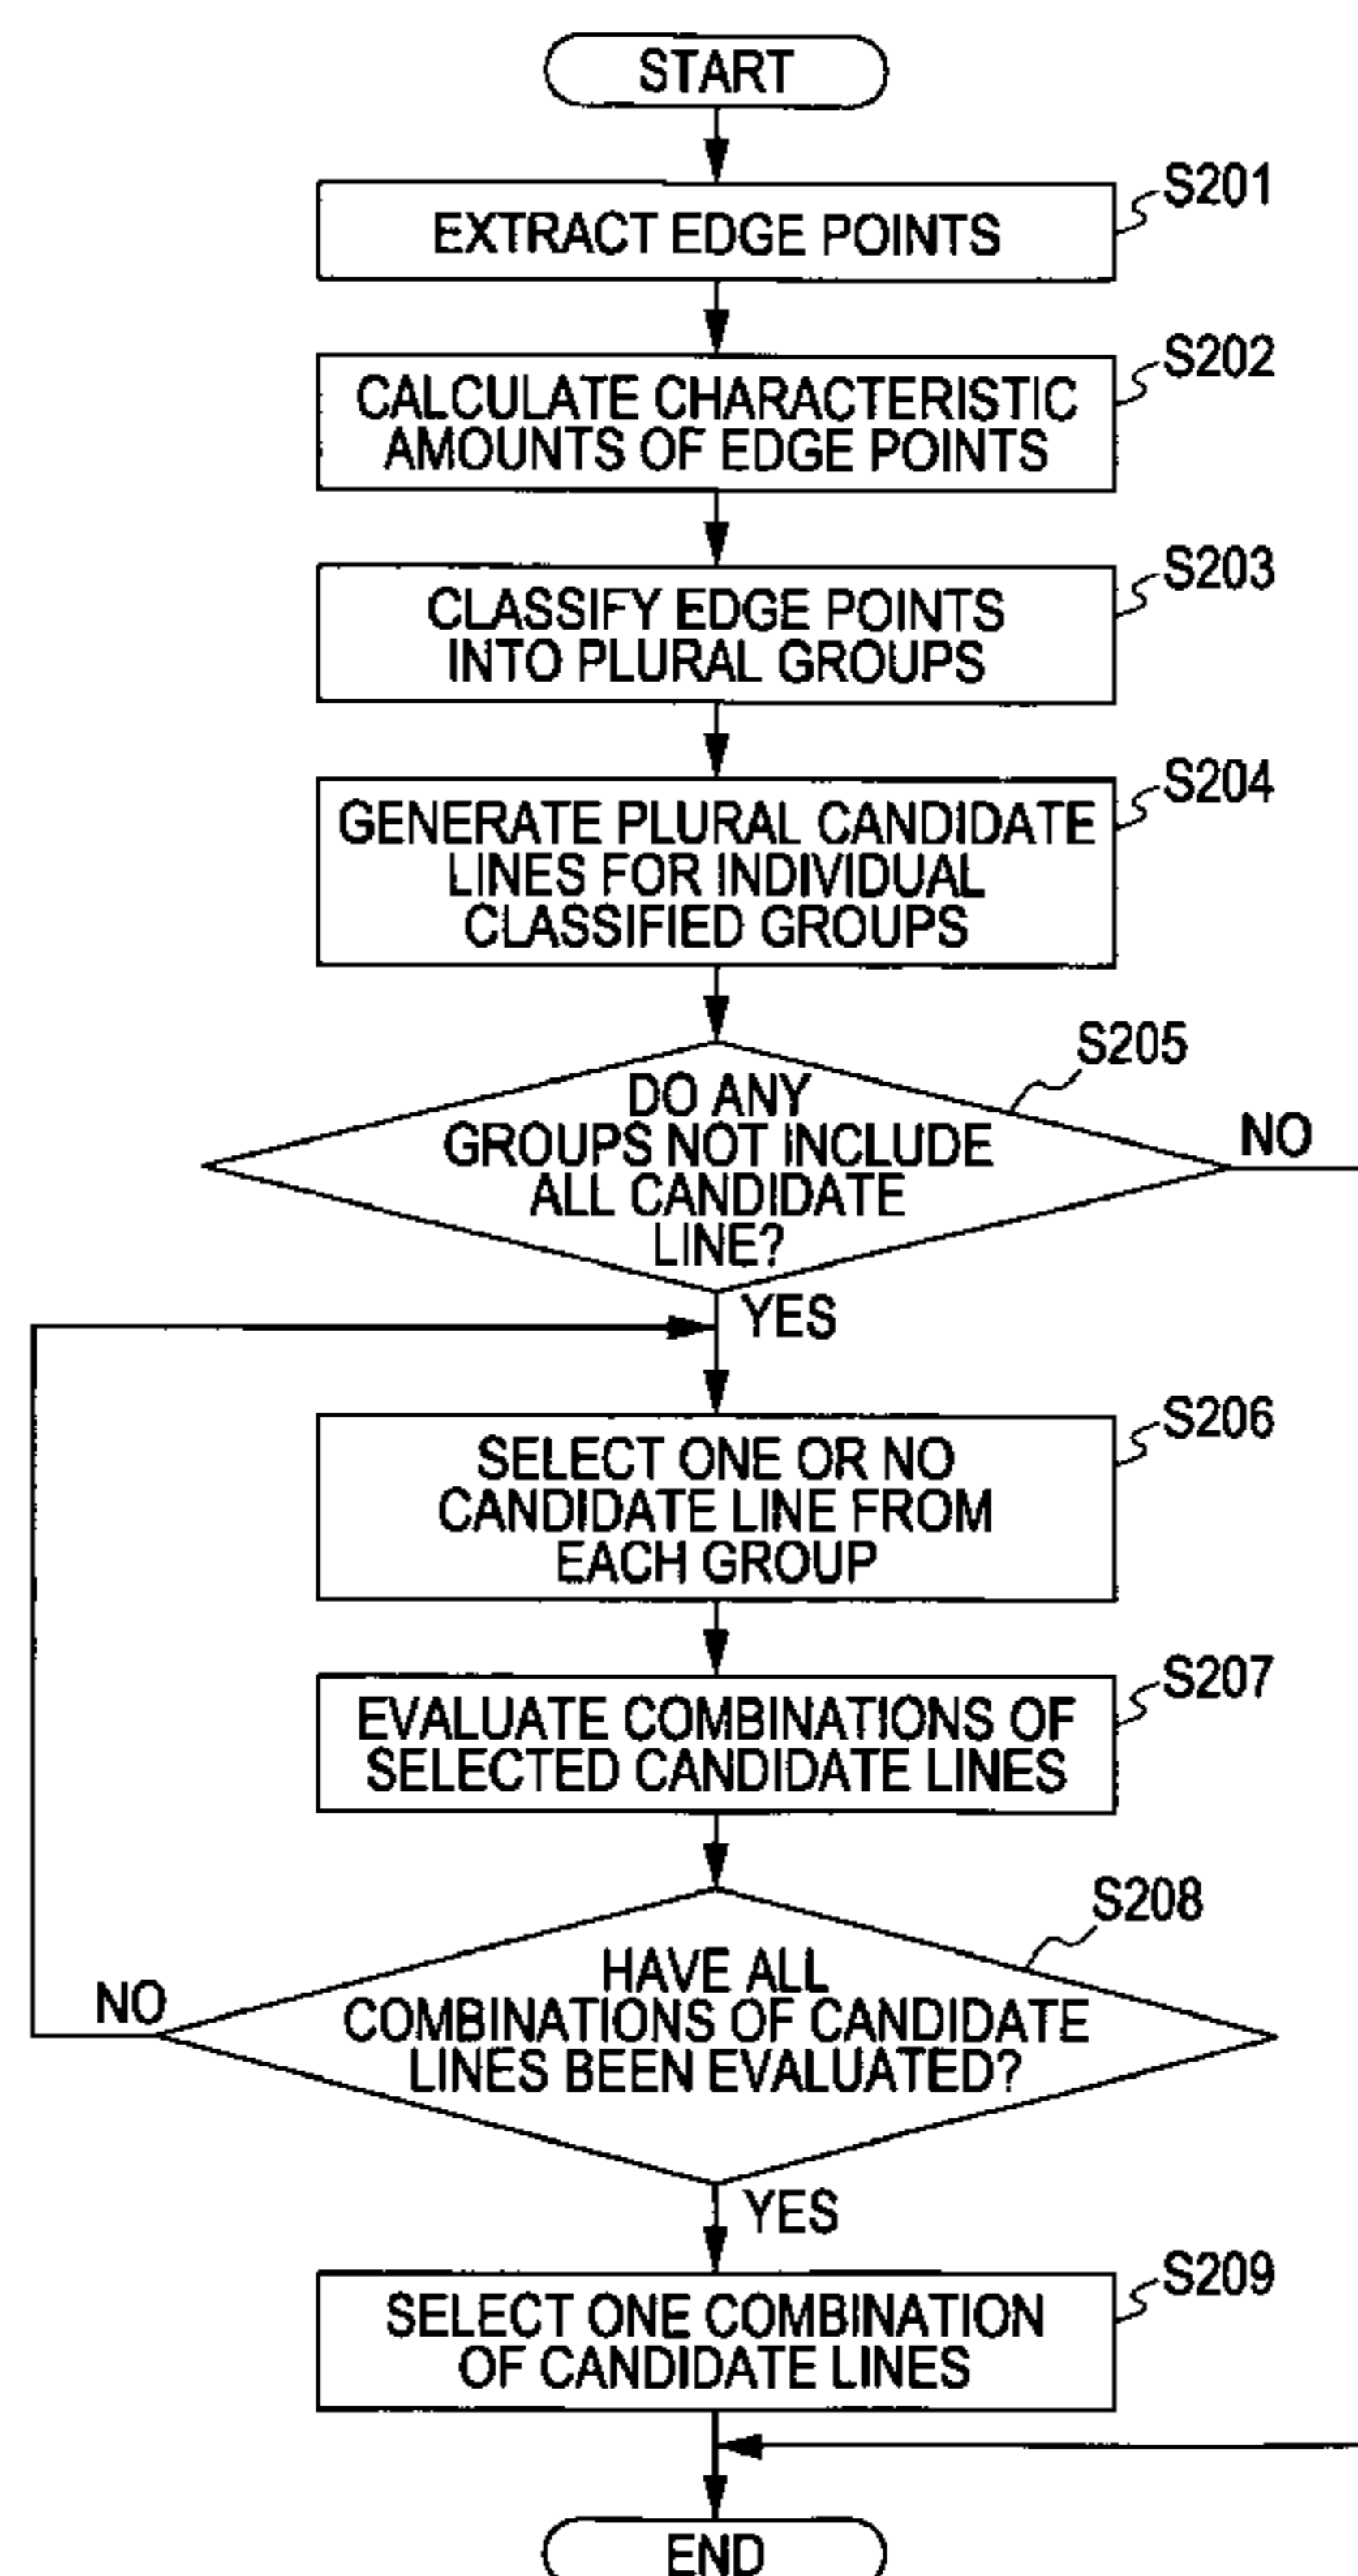 START
S201
EXTRACT EDGE POINTS
S202
CALCULATE CHARACTERISTIC
AMOUNTS OF EDGE POINTS
S203
CLASSIFY EDGE POINTS
INTO PLURAL GROUPS
S204
GENERATE PLURAL CANDIDATE
LINES FOR INDIVIDUAL
CLASSIFIED GROUPS
S205
DO ANY
GROUPS NOT INCLUDE
ALL CANDIDATE
LINE?
NO
YES
S206
SELECT ONE OR NO
CANDIDATE LINE FROM
EACH GROUP
S207
EVALUATE COMBINATIONS OF
SELECTED CANDIDATE LINES
S208
HAVE ALL
COMBINATIONS OF CANDIDATE
LINES BEEN EVALUATED?
NO
YES
S209
SELECT ONE COMBINATION
OF CANDIDATE LINES
END